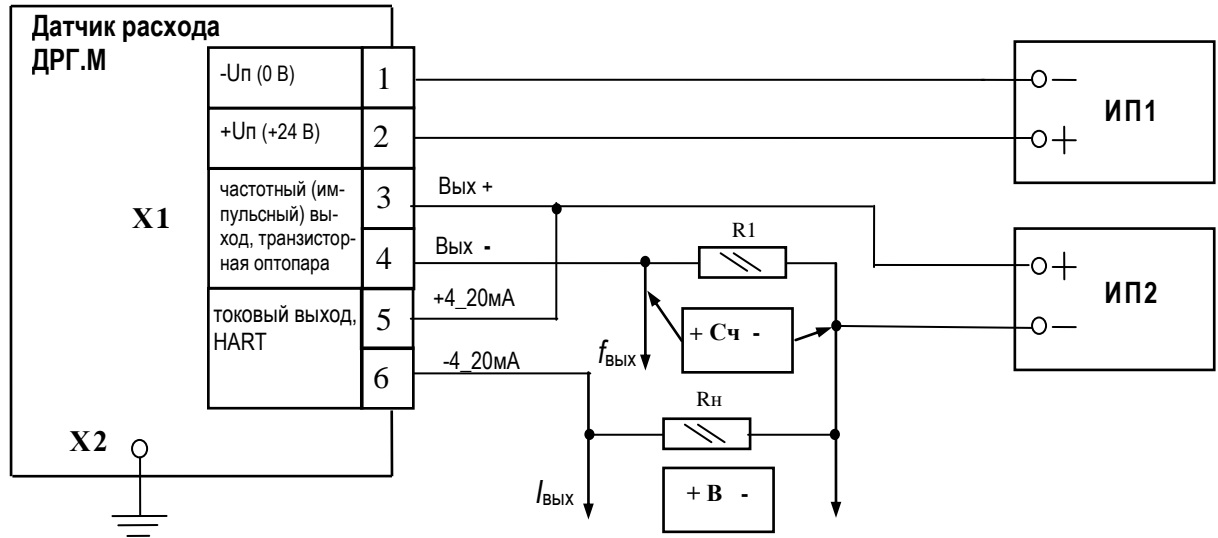 Датчик расхода
ДРГ.М
-Uп (0 В)
1
+Uп (+24 В)
2
частотный (им-
пульсный) вы-
ход, транзистор-
ная оптопара
3
4
токовый выход,
HART
5
6
X1
X2
Вых +
Вых -
+4_20мА
-4_20мА
R1
+ Сч -
fвых
Rн
Iвых
+ В -
ИП1
ИП2